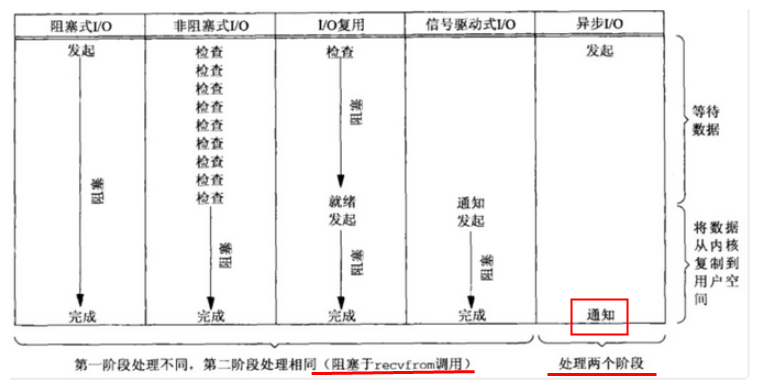 阻塞式I/O 非阻塞式I/O I/O复用 信号驱动式I/O 异步I/O
发起 检查 检查 发起
检查
检查
检查
检查
检查
检查
检查
检查
阻塞
阻塞
就绪 通知
发起 发起
阻塞
阻塞
阻塞
完成 完成 完成 完成 通知
等待
数据
将数据
从内核
复制到
用户空
间
第一阶段处理不同，第二阶段处理相同（阻塞于recvfrom调用）
处理两个阶段